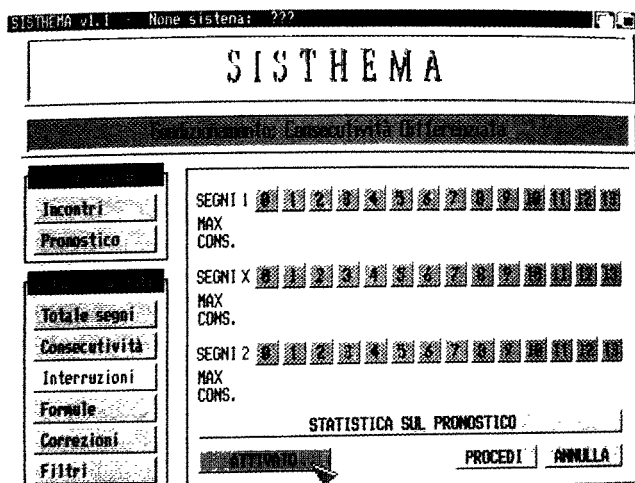 SISTHEMA v1.1 - Nome sistema: ???
SISTHEMA
Condizionamento: Consecutività Differenziata
Incontri
Pronostico
Totale segni
Consecutività
Interruzioni
Formule
Correzioni
Filtri
SEGNI 1 0 1 2 3 4 5 6 7 8 9 10 11 12 13
MAX
CONS.
SEGNI X 0 1 2 3 4 5 6 7 8 9 10 11 12 13
MAX
CONS.
SEGNI 2 0 1 2 3 4 5 6 7 8 9 10 11 12 13
MAX
CONS.
STATISTICA SUL PRONOSTICO
ATTIVATO
PROCEDI ANNULLA